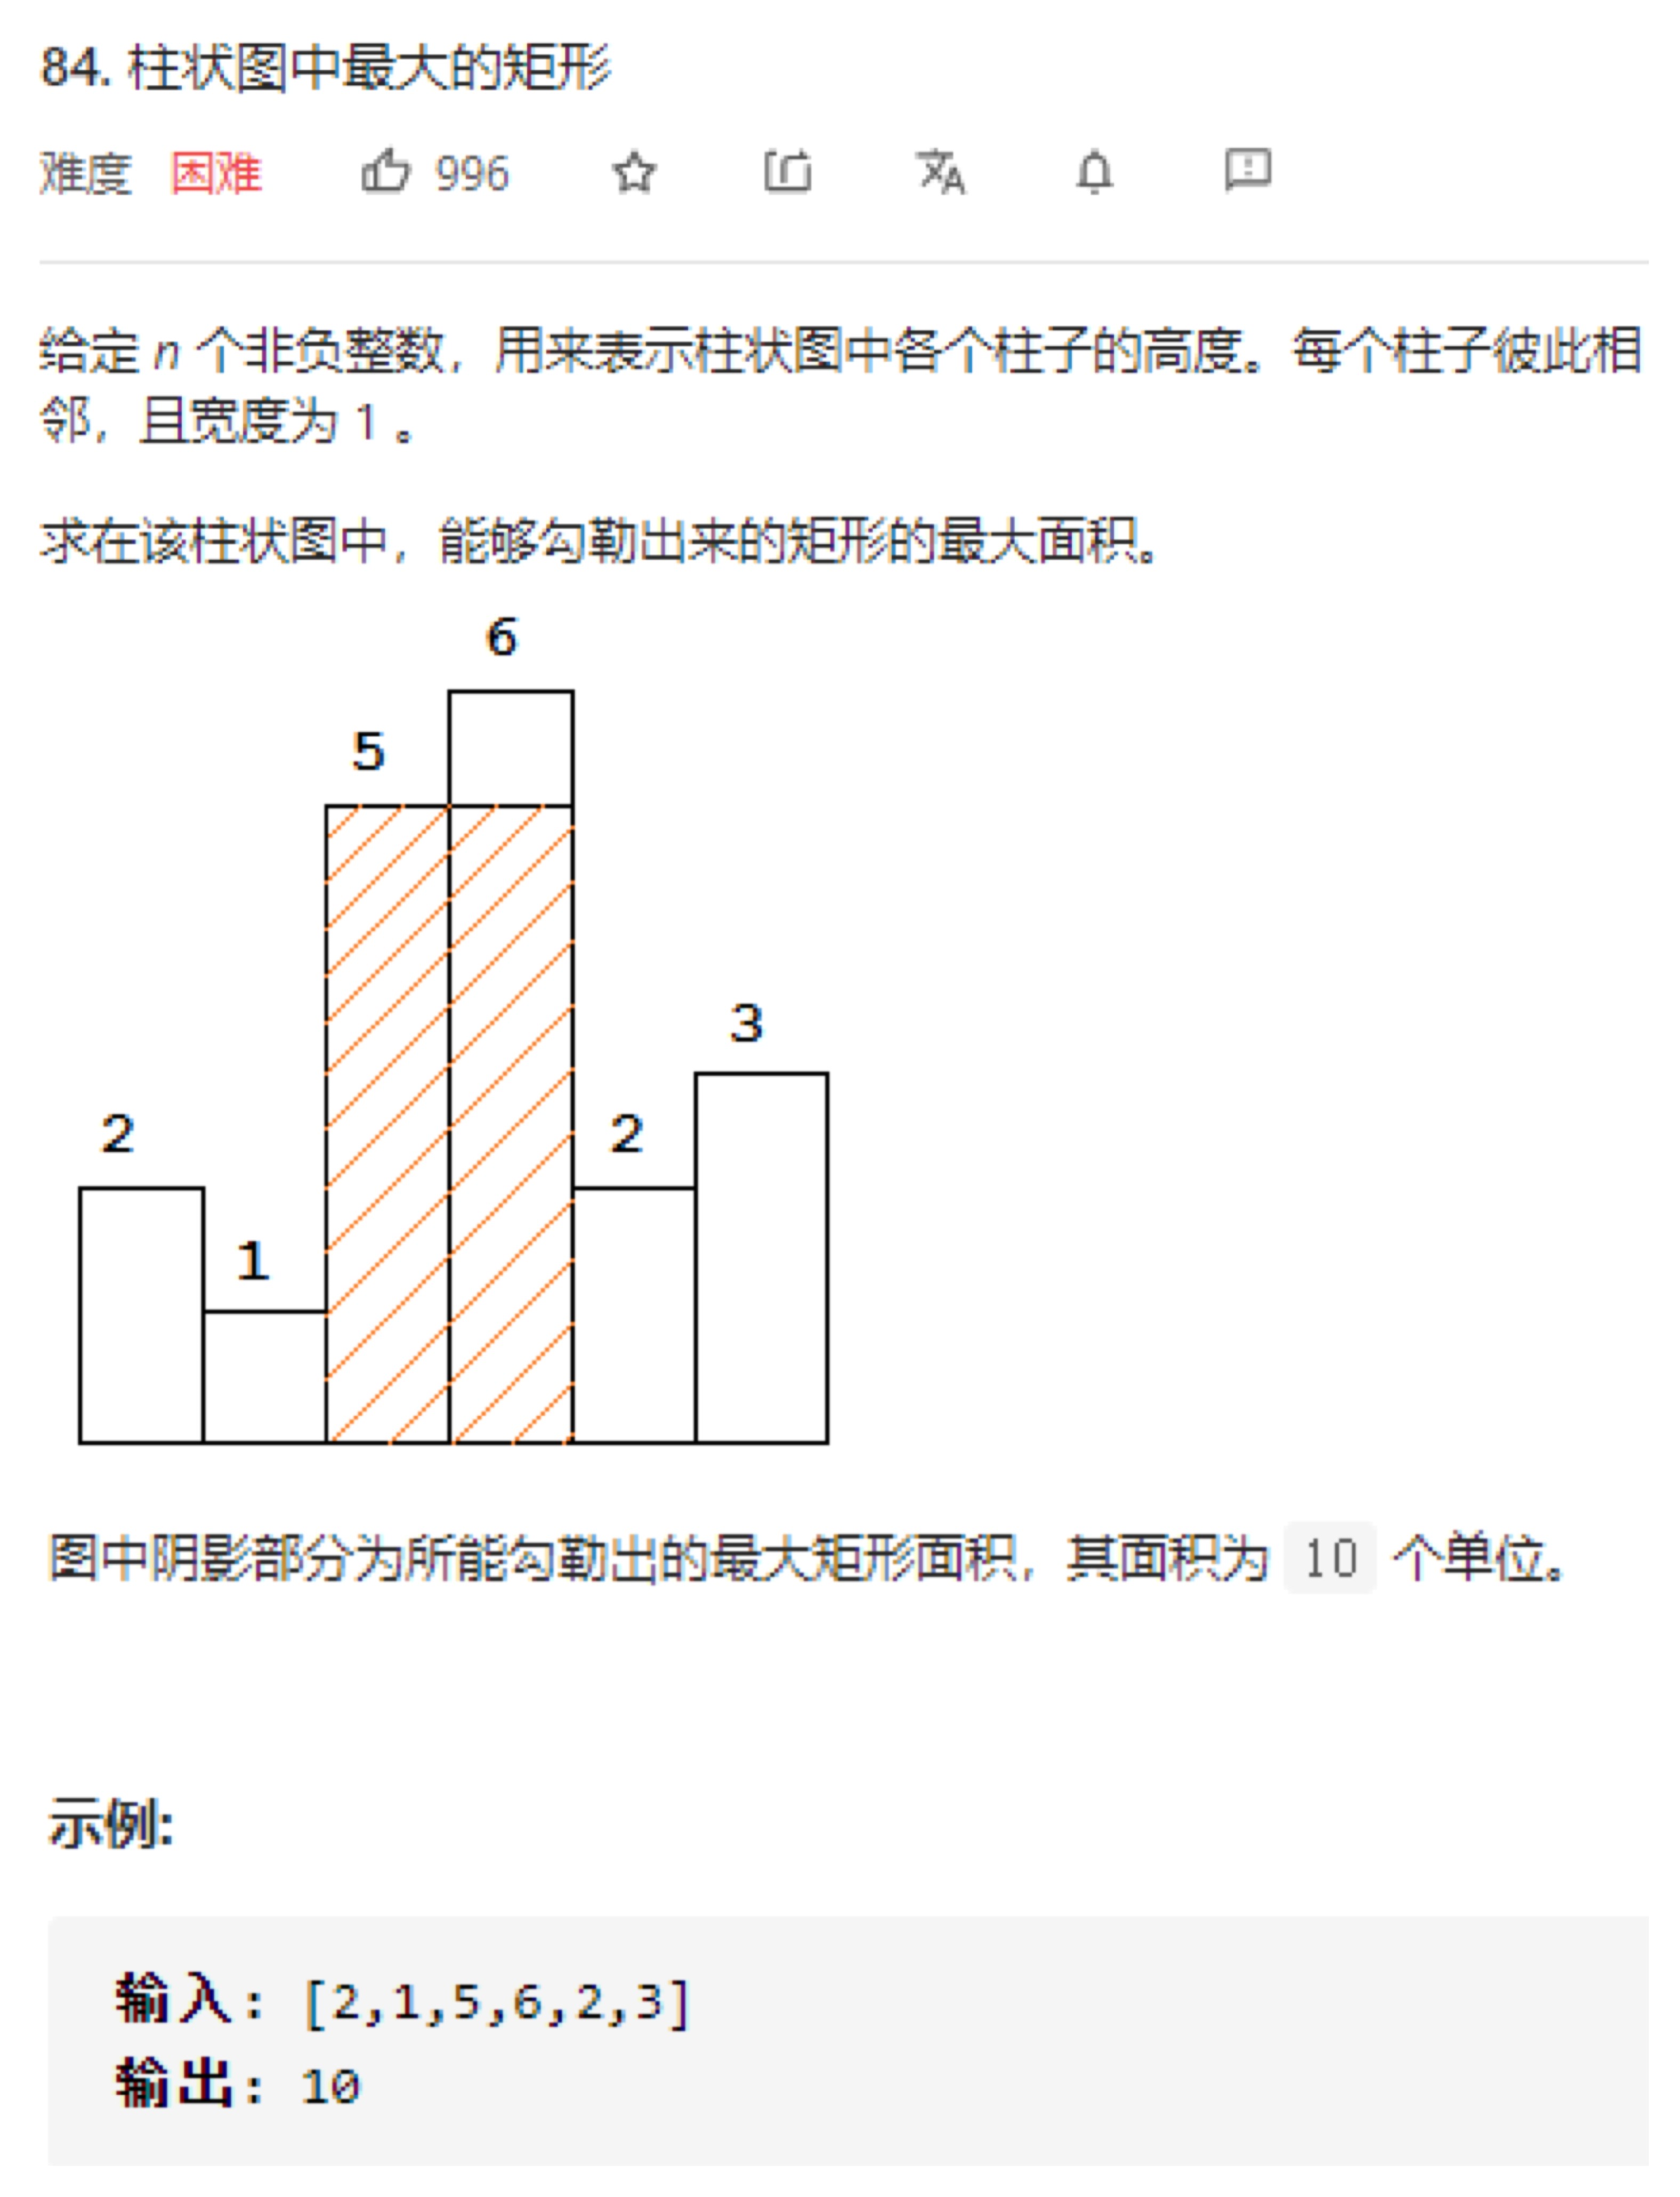 84. 柱状图中最大的矩形
难度 困难 996
给定 n 个非负整数，用来表示柱状图中各个柱子的高度。每个柱子彼此相
邻，且宽度为 1 。
求在该柱状图中，能够勾勒出来的矩形的最大面积。
6
5
3
2
2
1
图中阴影部分为所能勾勒出的最大矩形面积，其面积为 10 个单位。
示例:
输入: [2,1,5,6,2,3]
输出: 10